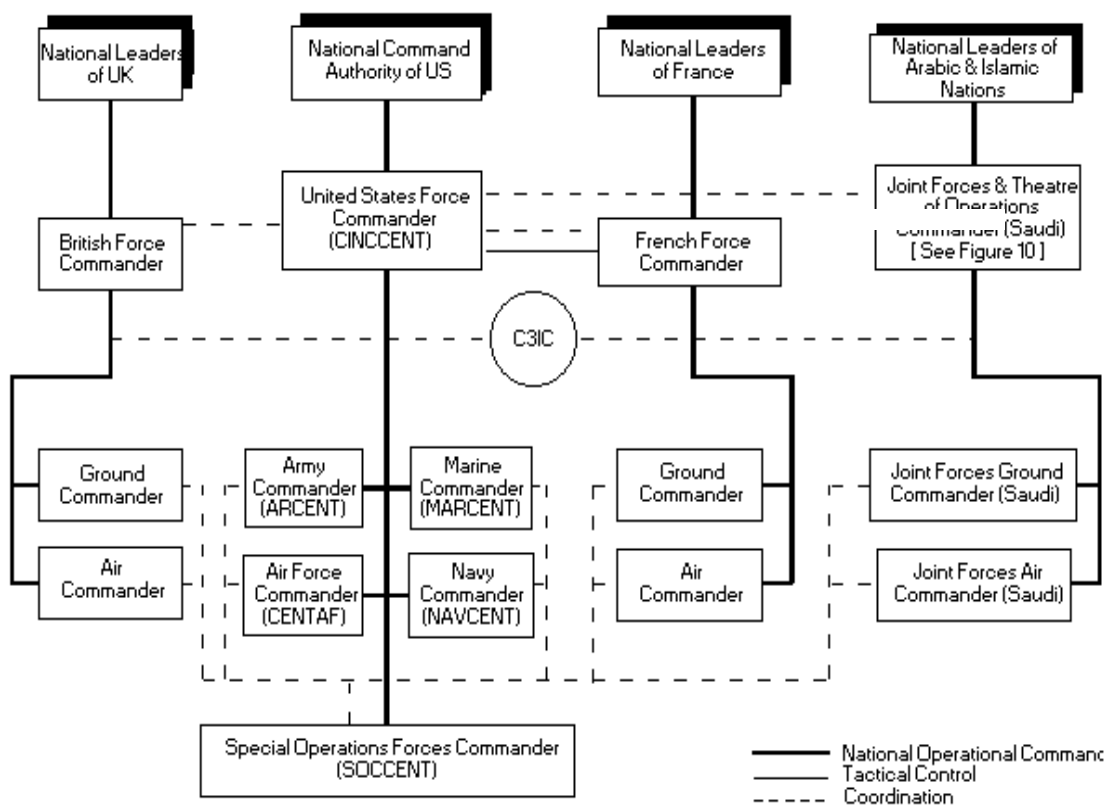 National Leaders
of UK
National Command
Authority of US
National Leaders
of France
National Leaders of
Arabic & Islamic
Nations
United States Force
Commander
(CINCCENT)
Joint Forces & Theatre
of Operations
Commander (Saudi)
[ See Figure 10 ]
British Force
Commander
French Force
Commander
C3IC
Ground
Commander
Army
Commander
(ARCENT)
Marine
Commander
(MARCENT)
Ground
Commander
Joint Forces Ground
Commander (Saudi)
Air
Commander
Air Force
Commander
(CENTAF)
Navy
Commander
(NAVCENT)
Air
Commander
Joint Forces Air
Commander (Saudi)
Special Operations Forces Commander
(SOCCENT)
National Operational Comman
Tactical Control
Coordination